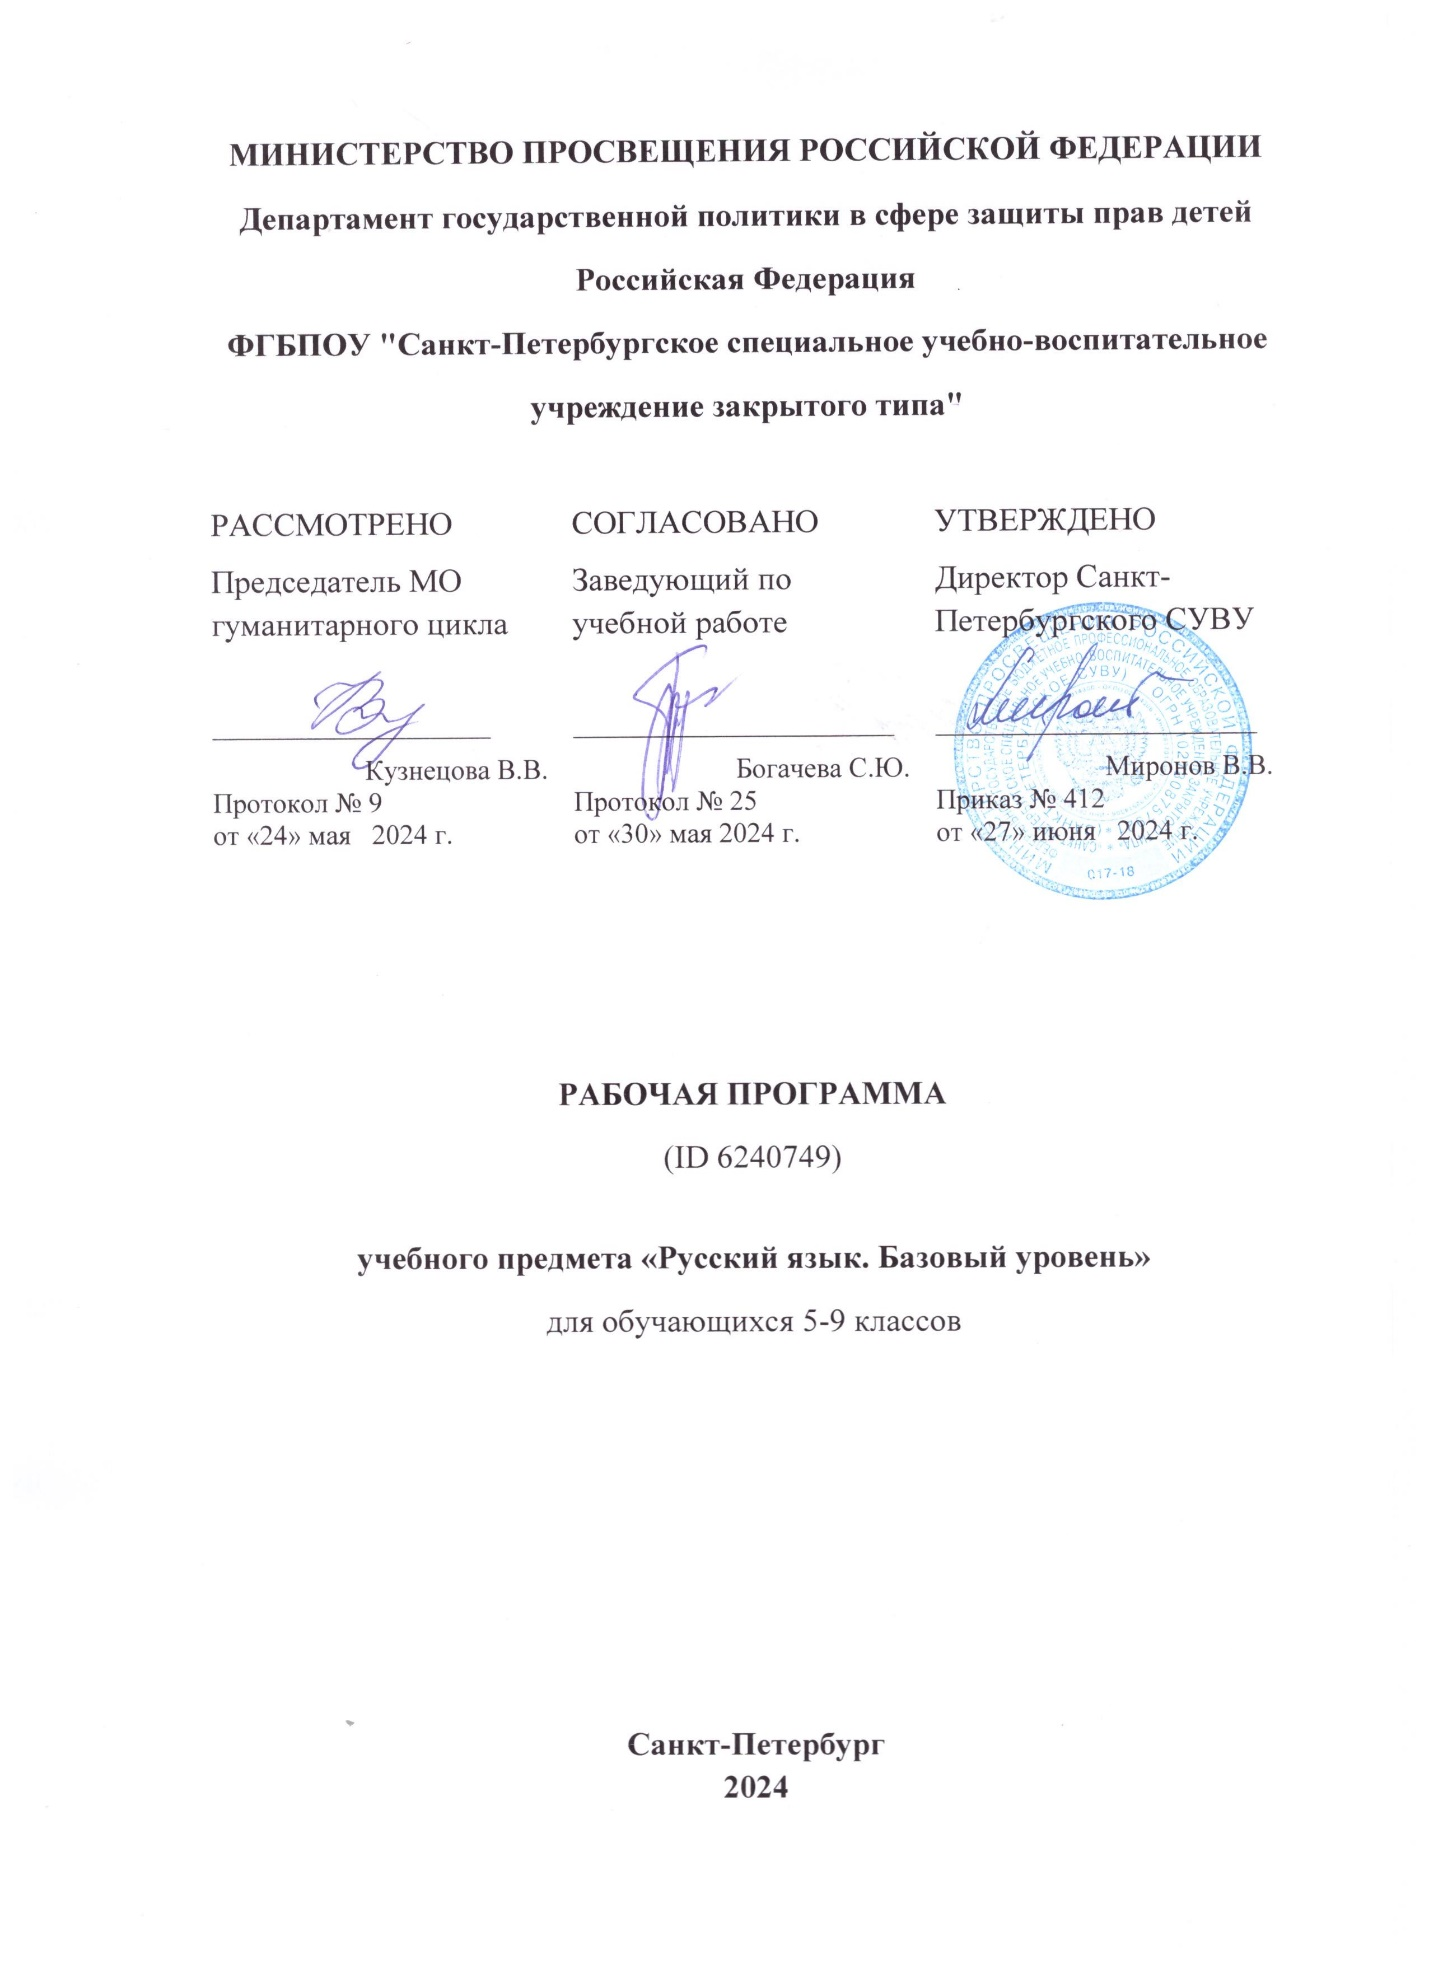 МИНИСТЕРСТВО ПРОСВЕЩЕНИЯ РОССИЙСКОЙ ФЕДЕРАЦИИ
Департамент государственной политики в сфере защиты прав детей
Российская Федерация
ФГБПОУ "Санкт-Петербургское специальное учебно-воспитательное
учреждение закрытого типа"
РАССМОТРЕНО
Председатель МО
гуманитарного цикла
Кузнецова В.В.
Протокол № 9
от «24» мая 2024 г.
СОГЛАСОВАНО
Заведующий по
учебной работе
Богачева С.Ю.
Протокол № 25
от «30» мая 2024 г.
УТВЕРЖДЕНО
Директор Санкт-
Петербургского СУВУ
Миронов В.В.
Приказ № 412
от «27» июня 2024 г.
017-18
РАБОЧАЯ ПРОГРАММА
(ID 6240749)
учебного предмета «Русский язык. Базовый уровень»
для обучающихся 5-9 классов
Санкт-Петербург
2024